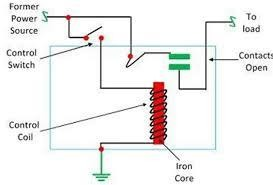 Former
Power
Source
To
load
Control
Switch
Contacts
Open
Control
Coil
Iron
Core